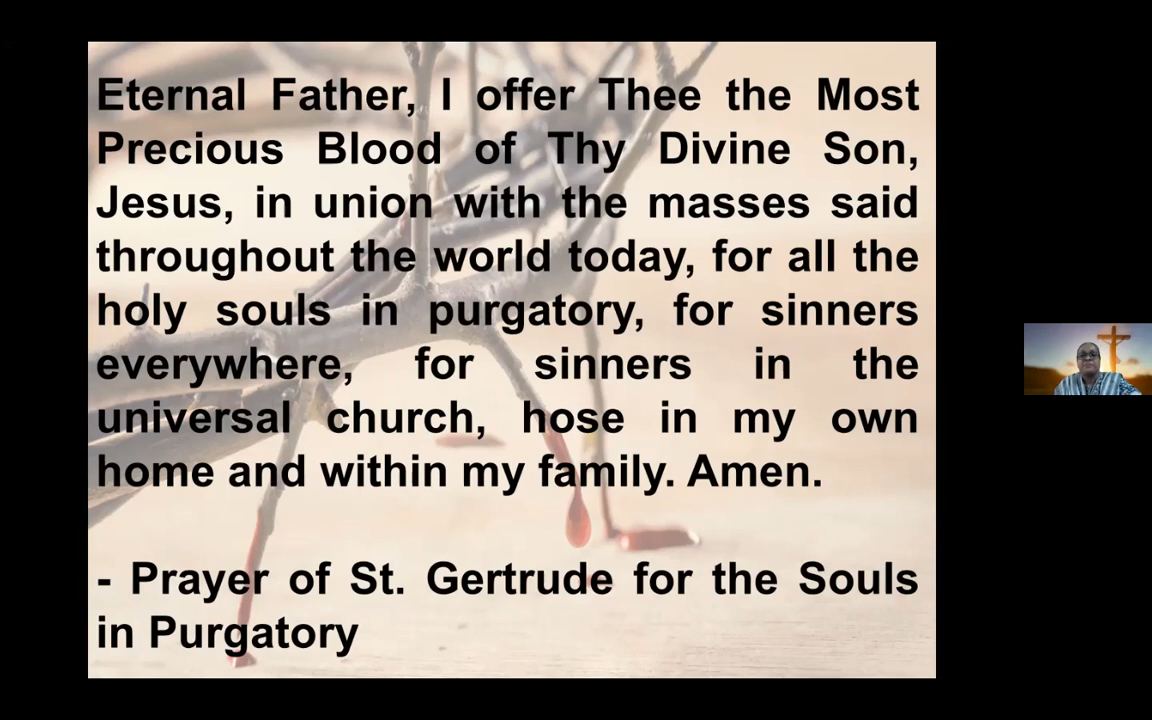 Eternal Father, I offer Thee the Most
Precious Blood of Thy Divine Son,
Jesus, in union with the masses said
throughout the world today, for all the
holy souls in purgatory, for sinners
everywhere, for sinners in the
universal church, hose in my own
home and within my family. Amen.
- Prayer of St. Gertrude for the Souls
in Purgatory